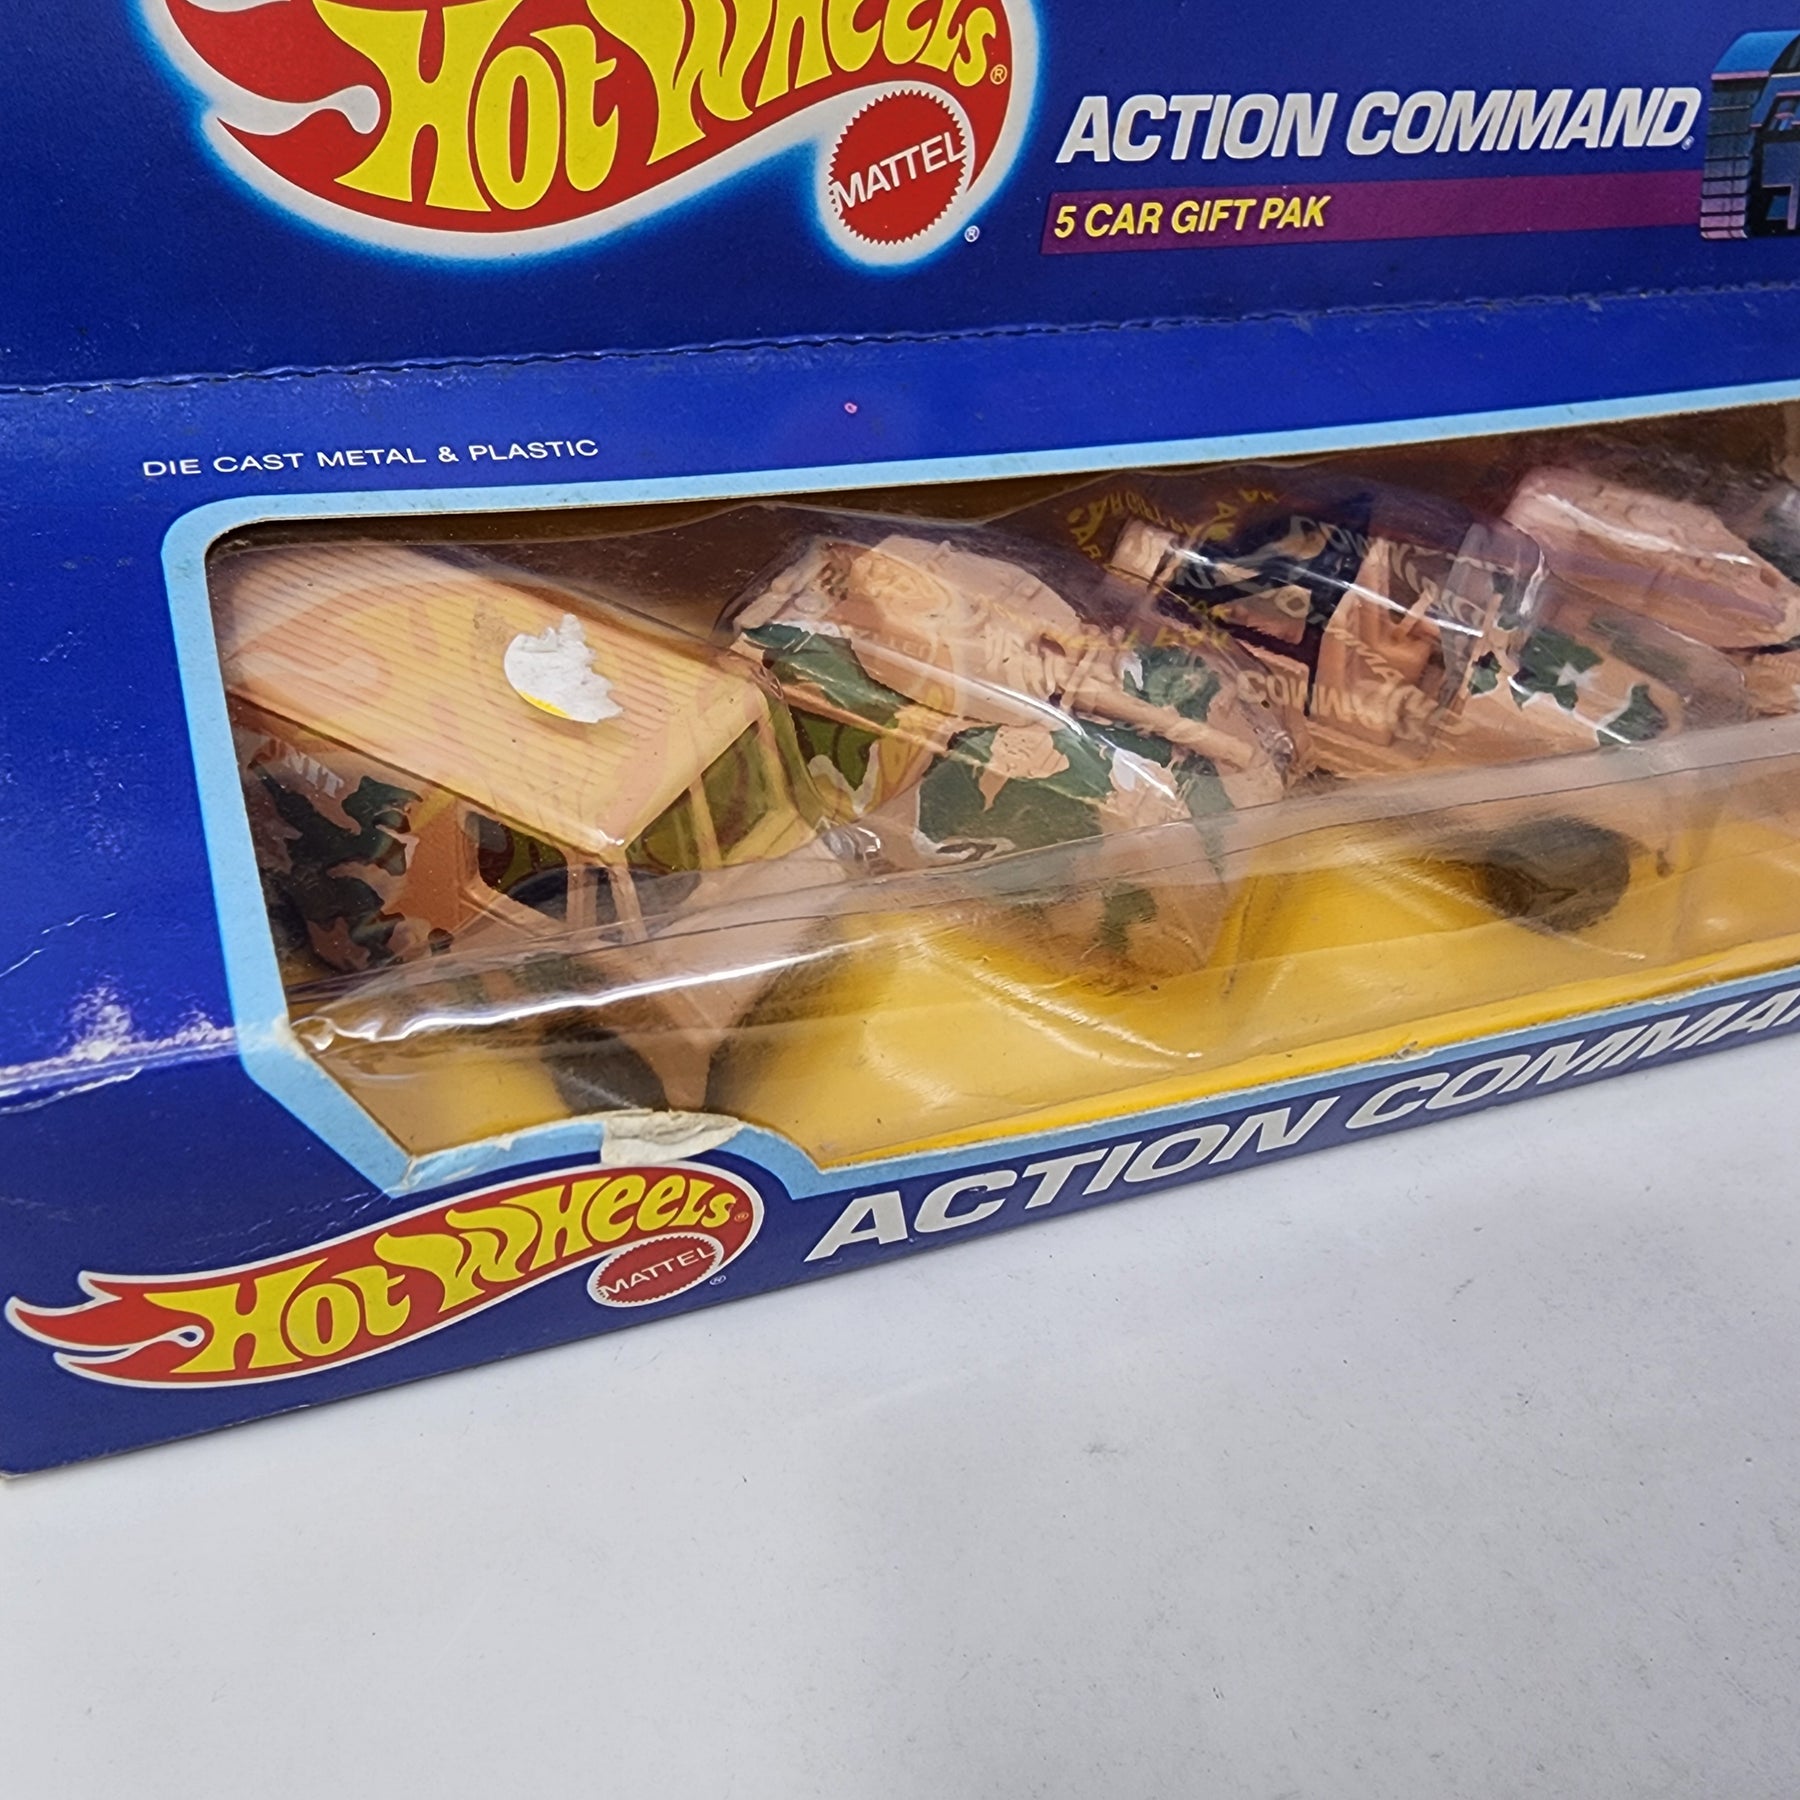 HOT WHEELS®
MATTEL
®
ACTION COMMAND®
5 CAR GIFT PAK
DIE CAST METAL & PLASTIC
HOT WHEELS®
MATTEL
®
ACTION COMMA